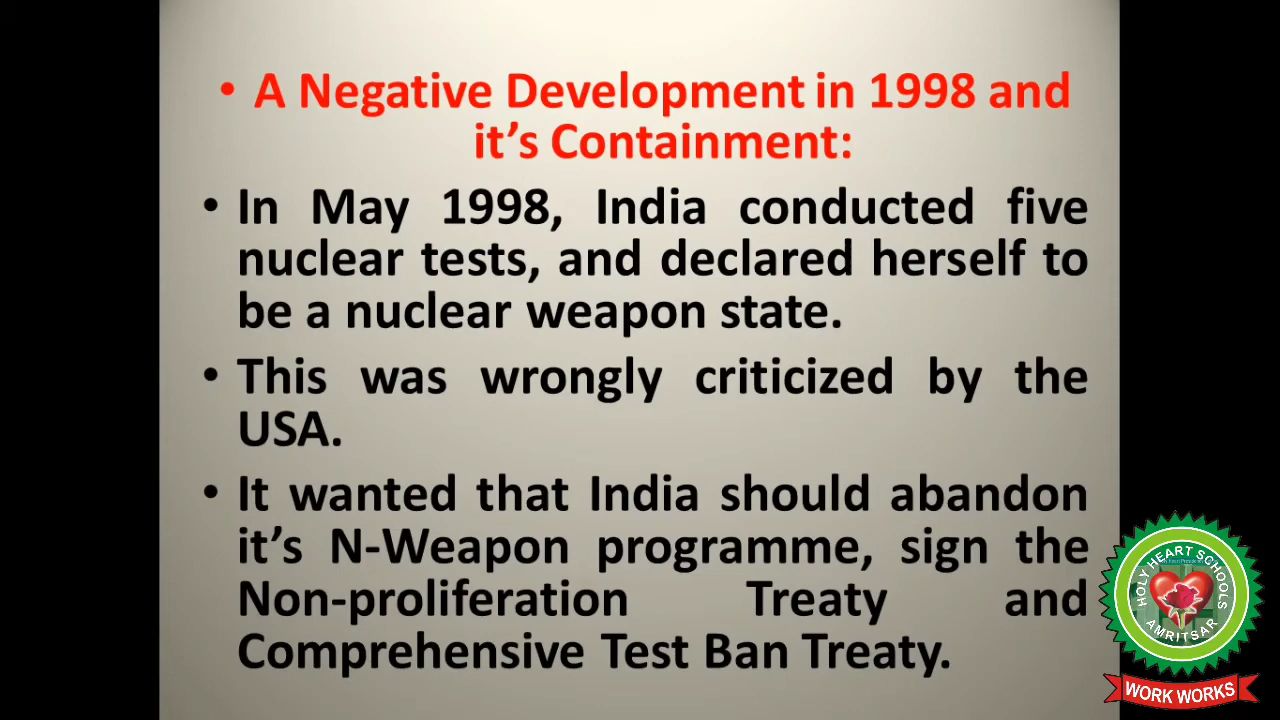 • A Negative Development in 1998 and
it's Containment:
• In May 1998, India conducted five
nuclear tests, and declared herself to
be a nuclear weapon state.
• This was wrongly criticized by the
USA.
• It wanted that India should abandon
it's N-Weapon programme, sign the
Non-proliferation Treaty and
Comprehensive Test Ban Treaty.
HOLY HEART SCHOOLS
AMRITSAR
WORK WORKS